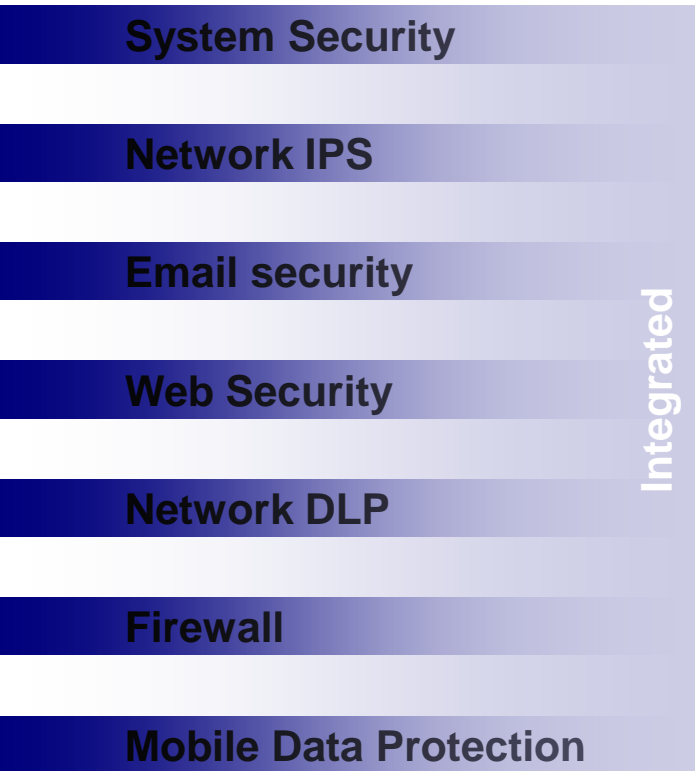 System Security
Network IPS
Email security
Web Security
Network DLP
Firewall
Mobile Data Protection
Integrated